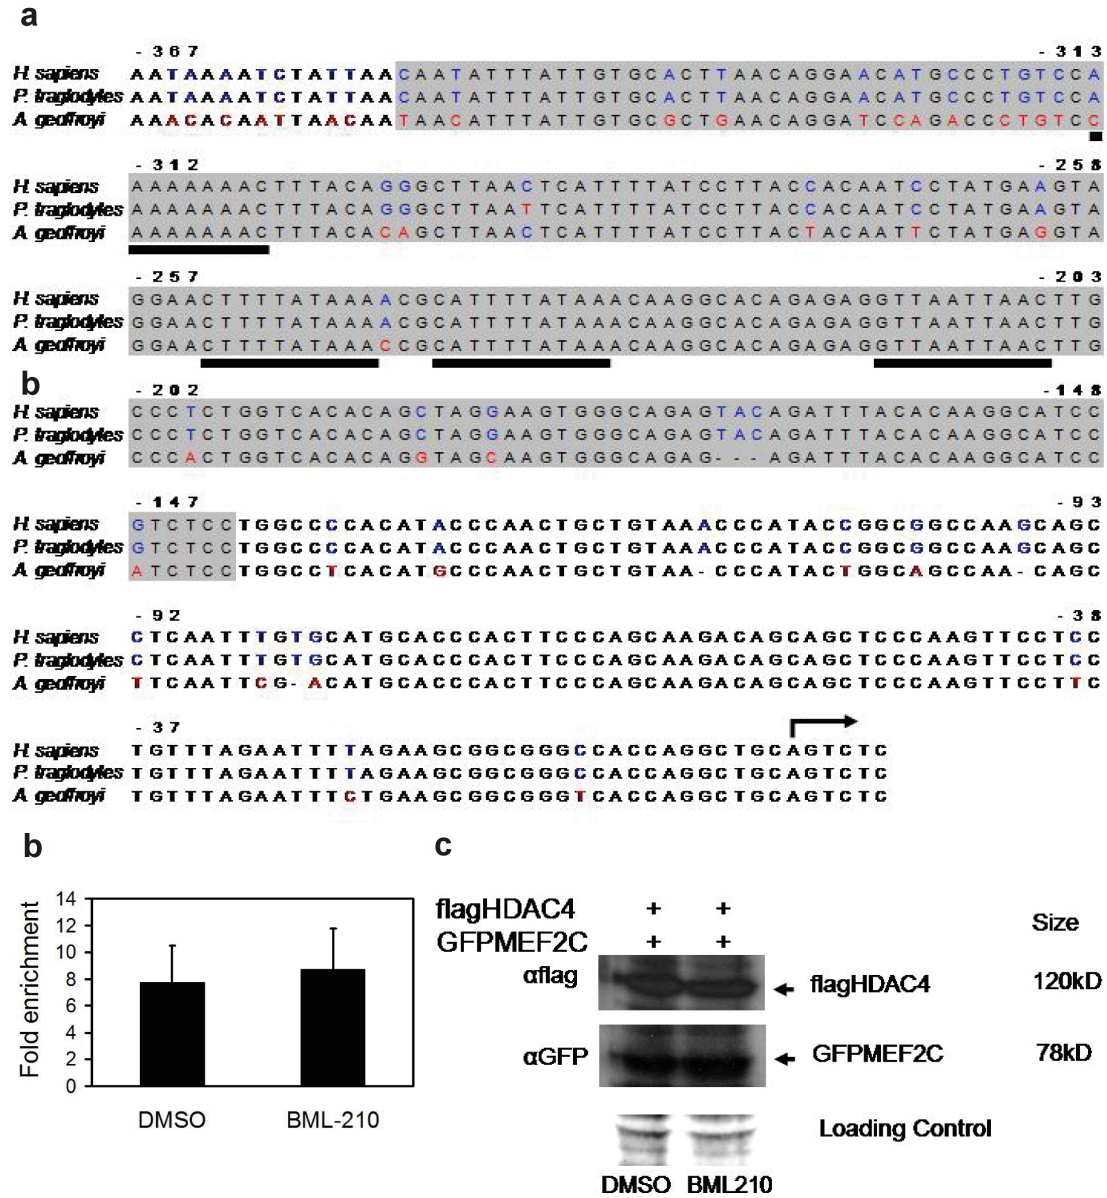 a
-367 -313
H. sapiens AATAAAATCTATTAACAATATTTATTGTGCACTTAACAGGAACATGCCCTGTCCA
P. traglodytes AATAAAATCTATTAACAATATTTATTGTGCACTTAACAGGAACATGCCCTGTCCA
A. geoffroyi AAACACAATTAACAATAACATTTATTGTGCGCTGAACAGGATCCAGACCCTGTCC
-312 -258
H. sapiens AAAAAAACTTTACAGGGCTTAACTCATTTTATCCTTACCACAATCCTATGAAGTA
P. traglodytes AAAAAAACTTTACAGGGCTTAATTCATTTTATCCTTACCACAATCCTATGAAGTA
A. geoffroyi AAAAAAACTTTACACAGCTTAACTCATTTTATCCTTACTACAATTCTATGAGGTA
-257 -203
H. sapiens GGAACTTTTATAAAACGCATTTTATAAACAAGGCACAGAGAGGTTAATTAACTTG
P. traglodytes GGAACTTTTATAAAACGCATTTTATAAACAAGGCACAGAGAGGTTAATTAACTTG
A. geoffroyi GGAACTTTTATAAACCGCATTTTATAAACAAGGCACAGAGAGGTTAATTAACTTG
b
-202 -148
H. sapiens CCCTCTGGTCACACAGCTAGGAAGTGGGCAGAGTACAGATTTACACAAGGCATCC
P. traglodytes CCCTCTGGTCACACAGCTAGGAAGTGGGCAGAGTACAGATTTACACAAGGCATCC
A. geoffroyi CCCACTGGTCACACAGGTAGCAAGTGGGCAGAG---AGATTTACACAAGGCATCC
-147 -93
H. sapiens GTCTCCTGGCCCCACATACCCAACTGCTGTAAACCCATACCGGCGGCCAAGCAGC
P. traglodytes GTCTCCTGGCCCCACATACCCAACTGCTGTAAACCCATACCGGCGGCCAAGCAGC
A. geoffroyi ATCTCCTGGCCTCACATGCCCAACTGCTGTAA-CCCATACTGGCAGCCAA-CAGC
-92 -38
H. sapiens CTCAATTTGTGCATGCACCCACTTCCCAGCAAGACAGCAGCTCCCAAGTTCCTCC
P. traglodytes CTCAATTTGTGCATGCACCCACTTCCCAGCAAGACAGCAGCTCCCAAGTTCCTCC
A. geoffroyi TTCAATTCG-ACATGCACCCACTTCCCAGCAAGACAGCAGCTCCCAAGTTCCTTC
-37
H. sapiens TGTTTAGAATTTTAGAAGCGGCGGGCCACCAGGCTGCAGTCTC
P. traglodytes TGTTTAGAATTTTAGAAGCGGCGGGCCACCAGGCTGCAGTCTC
A. geoffroyi TGTTTAGAATTTCTGAAGCGGCGGGTCACCAGGCTGCAGTCTC
b
Fold enrichment
14
12
10
8
6
4
2
0
DMSO BML-210
c
flagHDAC4 + +
GFPMEF2C + +
Size
αflag flagHDAC4 120kD
αGFP GFPMEF2C 78kD
Loading Control
DMSO BML210